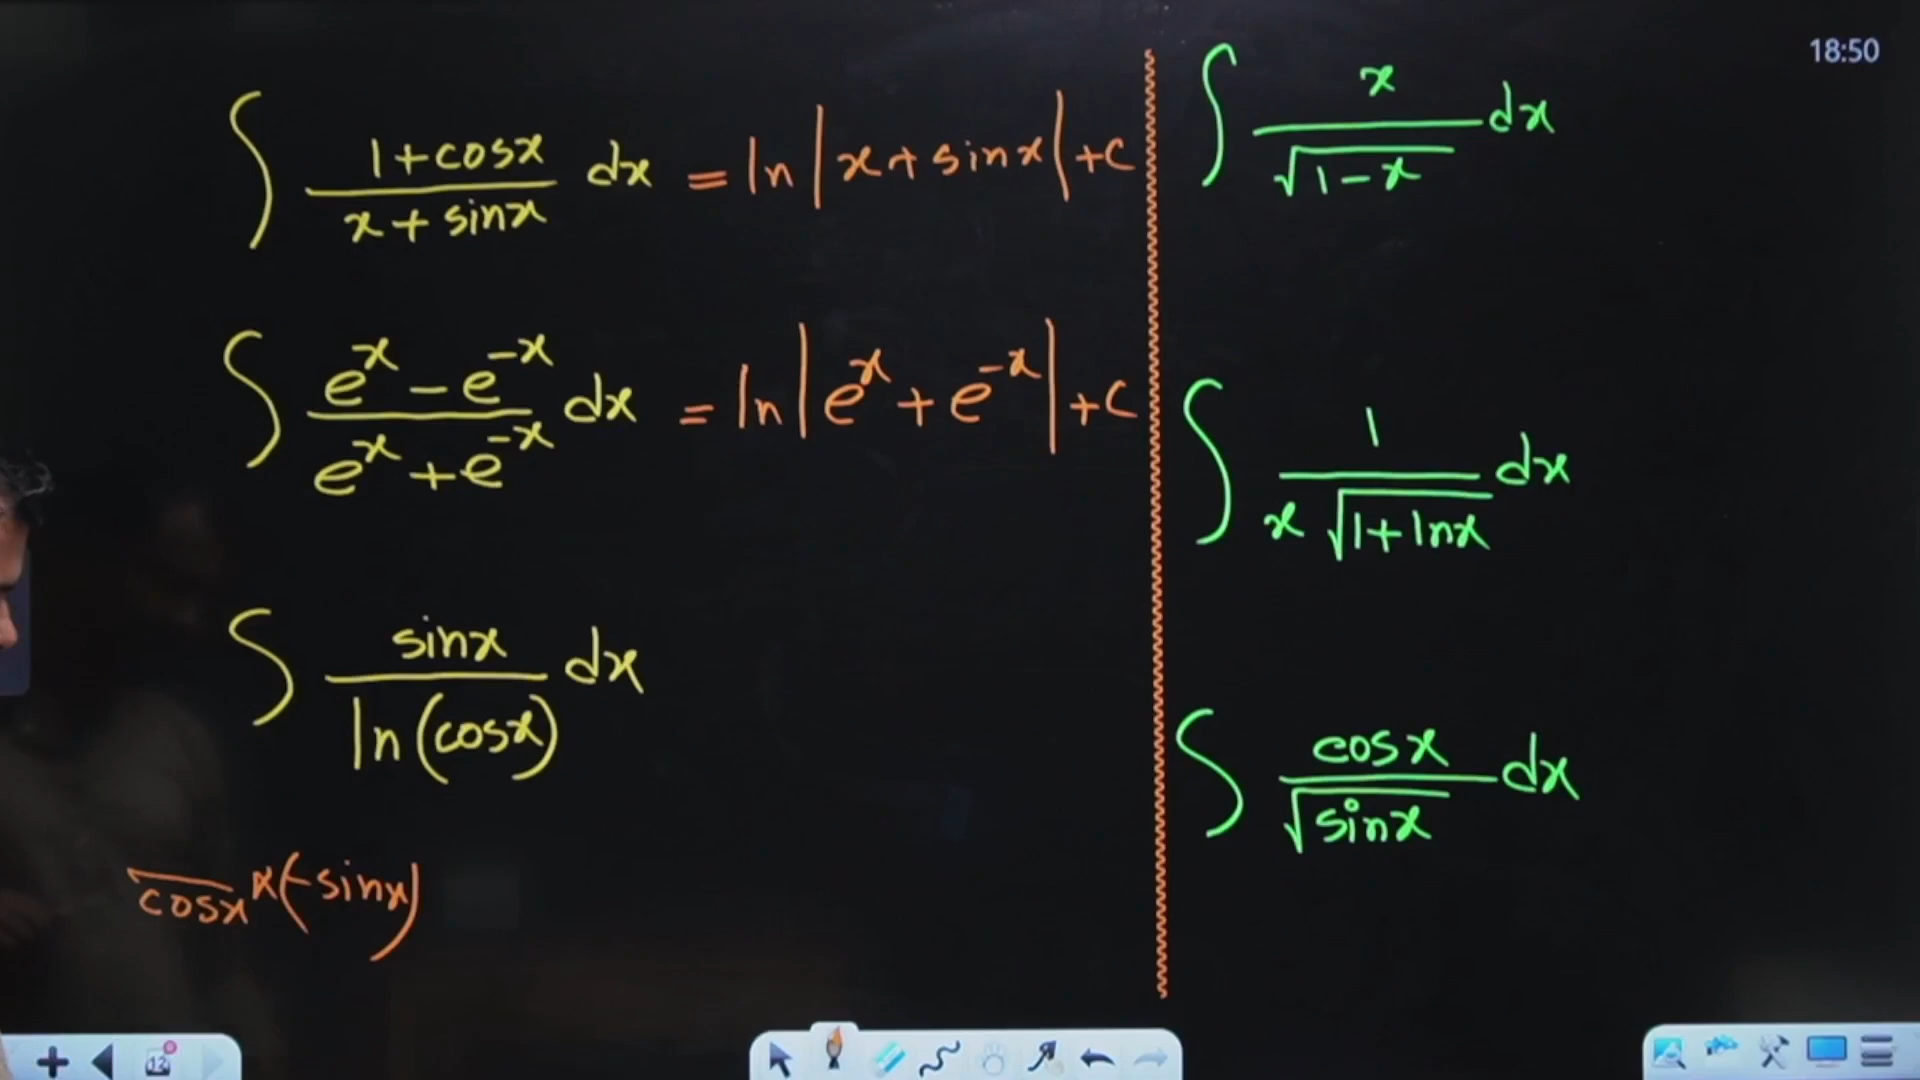 18:50
∫ (1+cosx)/(x+sinx) dx = ln|x+sinx|+c
∫ (e^x − e^−x)/(e^x + e^−x) dx = ln|e^x + e^−x|+c
∫ sinx/ln(cosx) dx
‾cosx ×(−sinx)
∫ x/√(1−x) dx
∫ 1/(x√(1+lnx)) dx
∫ cosx/√sinx dx
12